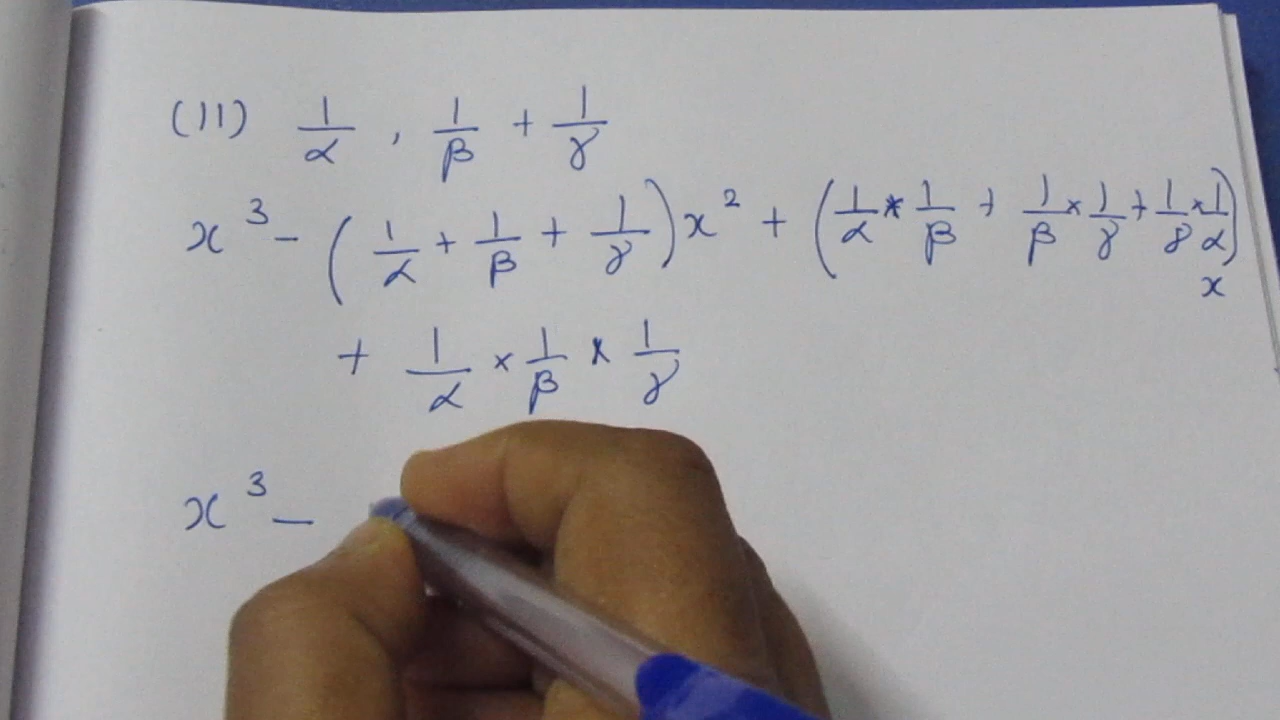 (11) 1/α , 1/β + 1/γ
x³ - (1/α + 1/β + 1/γ)x² + (1/α * 1/β + 1/β × 1/γ + 1/γ × 1/α)
x
+ 1/α × 1/β × 1/γ
x³ -